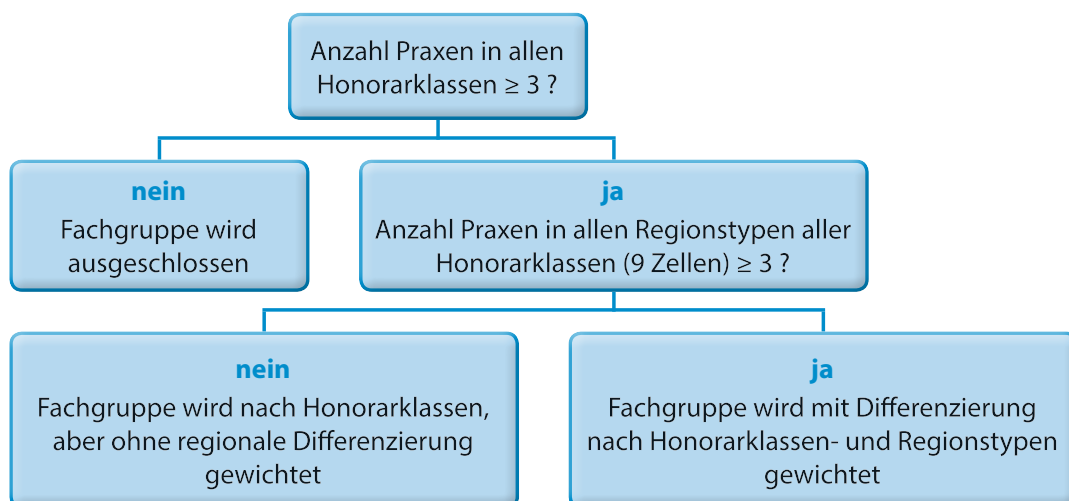 Anzahl Praxen in allen
Honorarklassen ≥ 3 ?
nein
Fachgruppe wird
ausgeschlossen
ja
Anzahl Praxen in allen Regionstypen aller
Honorarklassen (9 Zellen) ≥ 3 ?
nein
Fachgruppe wird nach Honorarklassen,
aber ohne regionale Differenzierung
gewichtet
ja
Fachgruppe wird mit Differenzierung
nach Honorarklassen- und Regionstypen
gewichtet